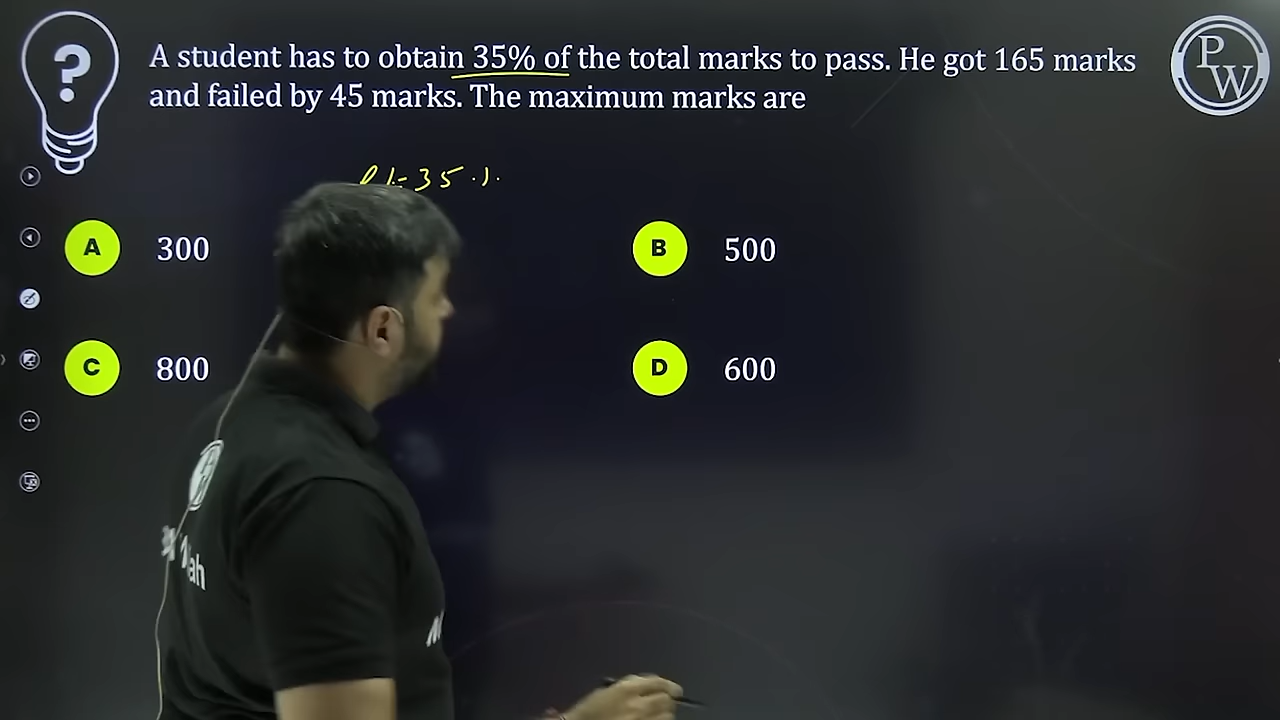 A student has to obtain 35% of the total marks to pass. He got 165 marks
and failed by 45 marks. The maximum marks are
P
W
35
A 300
B 500
C 800
D 600